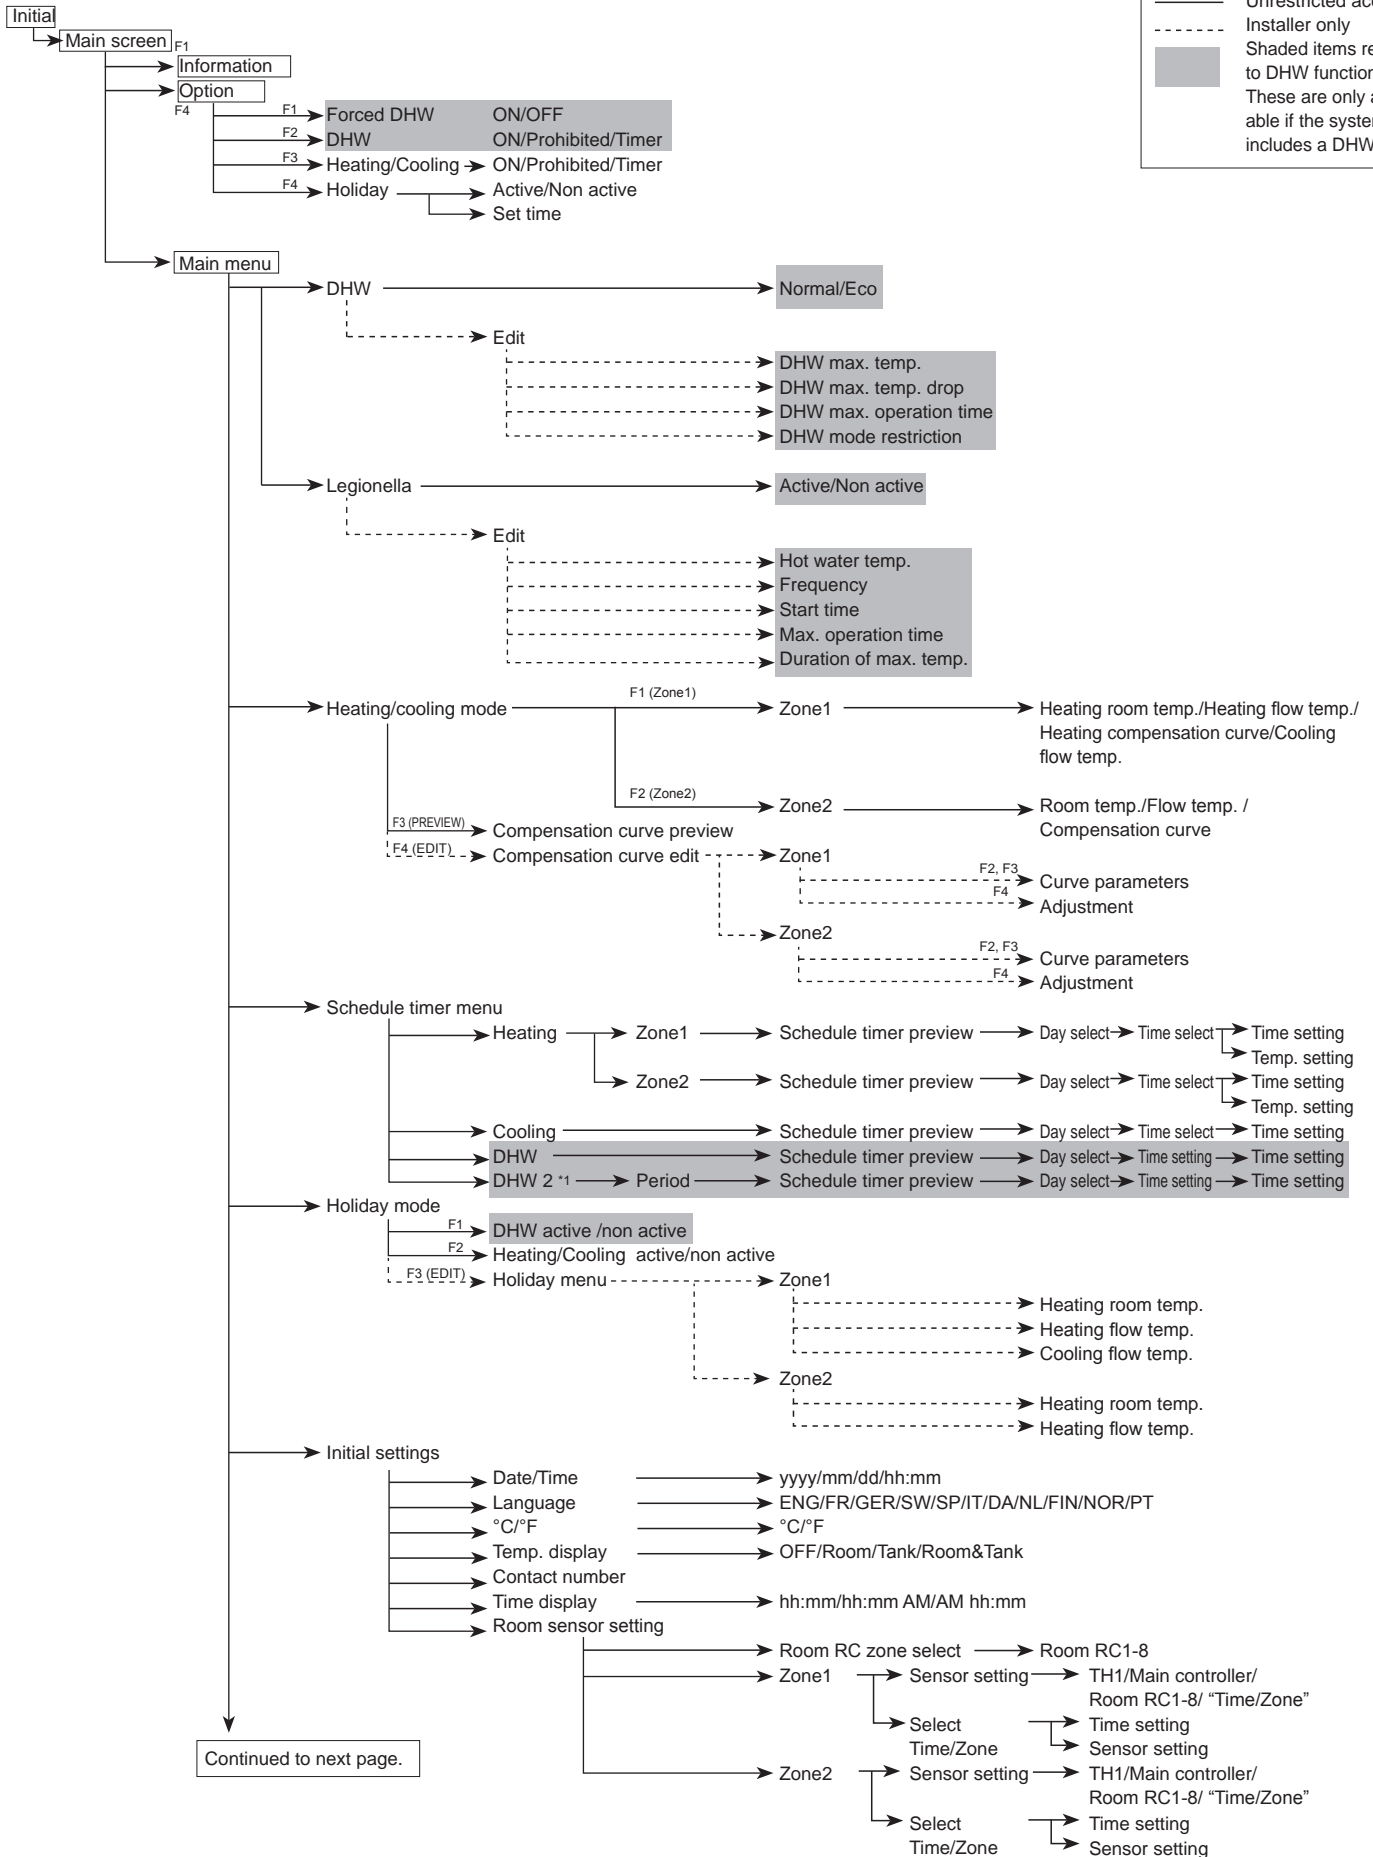 Initial
Main screen
F1
Information
Option
F4
F1 Forced DHW ON/OFF
F2 DHW ON/Prohibited/Timer
F3 Heating/Cooling ON/Prohibited/Timer
F4 Holiday Active/Non active
Set time
Unrestricted
Installer only
Shaded items
to DHW
These are only
if the
includes a DHW
Main menu
DHW Normal/Eco
Edit
DHW max. temp.
DHW max. temp. drop
DHW max. operation time
DHW mode restriction
Legionella Active/Non active
Edit
Hot water temp.
Frequency
Start time
Max. operation time
Duration of max. temp.
Heating/cooling mode F1 (Zone1) Zone1 Heating room temp./Heating flow temp./
Heating compensation curve/Cooling
flow temp.
F2 (Zone2) Zone2 Room temp./Flow temp. /
Compensation curve
F3 (PREVIEW) Compensation curve preview
F4 (EDIT) Compensation curve edit Zone1
F2, F3 Curve parameters
F4 Adjustment
Zone2
F2, F3 Curve parameters
F4 Adjustment
Schedule timer menu
Heating Zone1 Schedule timer preview Day select Time select Time setting
Temp. setting
Zone2 Schedule timer preview Day select Time select Time setting
Temp. setting
Cooling Schedule timer preview Day select Time select Time setting
DHW Schedule timer preview Day select Time setting Time setting
DHW 2 *1 Period Schedule timer preview Day select Time setting Time setting
Holiday mode
F1 DHW active /non active
F2 Heating/Cooling active/non active
F3 (EDIT) Holiday menu Zone1
Heating room temp.
Heating flow temp.
Cooling flow temp.
Zone2
Heating room temp.
Heating flow temp.
Initial settings
Date/Time yyyy/mm/dd/hh:mm
Language ENG/FR/GER/SW/SP/IT/DA/NL/FIN/NOR/PT
°C/°F °C/°F
Temp. display OFF/Room/Tank/Room&Tank
Contact number
Time display hh:mm/hh:mm AM/AM hh:mm
Room sensor setting
Room RC zone select Room RC1-8
Zone1 Sensor setting TH1/Main controller/
Room RC1-8/ “Time/Zone”
Select Time setting
Time/Zone Sensor setting
Zone2 Sensor setting TH1/Main controller/
Room RC1-8/ “Time/Zone”
Select Time setting
Time/Zone Sensor setting
Continued to next page.